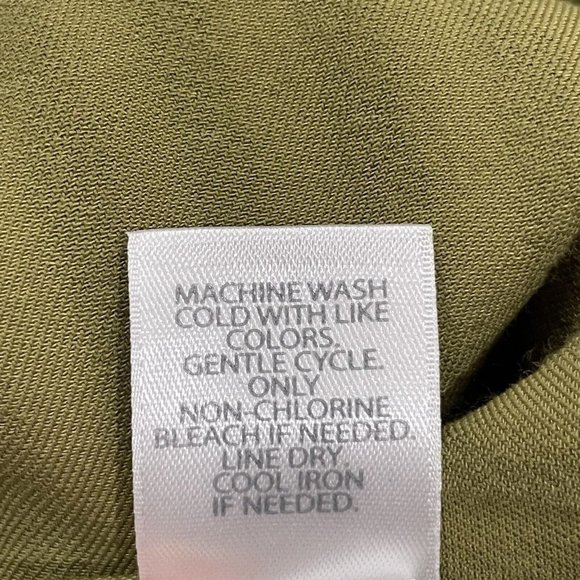 MACHINE WASH
COLD WITH LIKE
COLORS.
GENTLE CYCLE.
ONLY
NON-CHLORINE
BLEACH IF NEEDED.
LINE DRY.
COOL IRON
IF NEEDED.